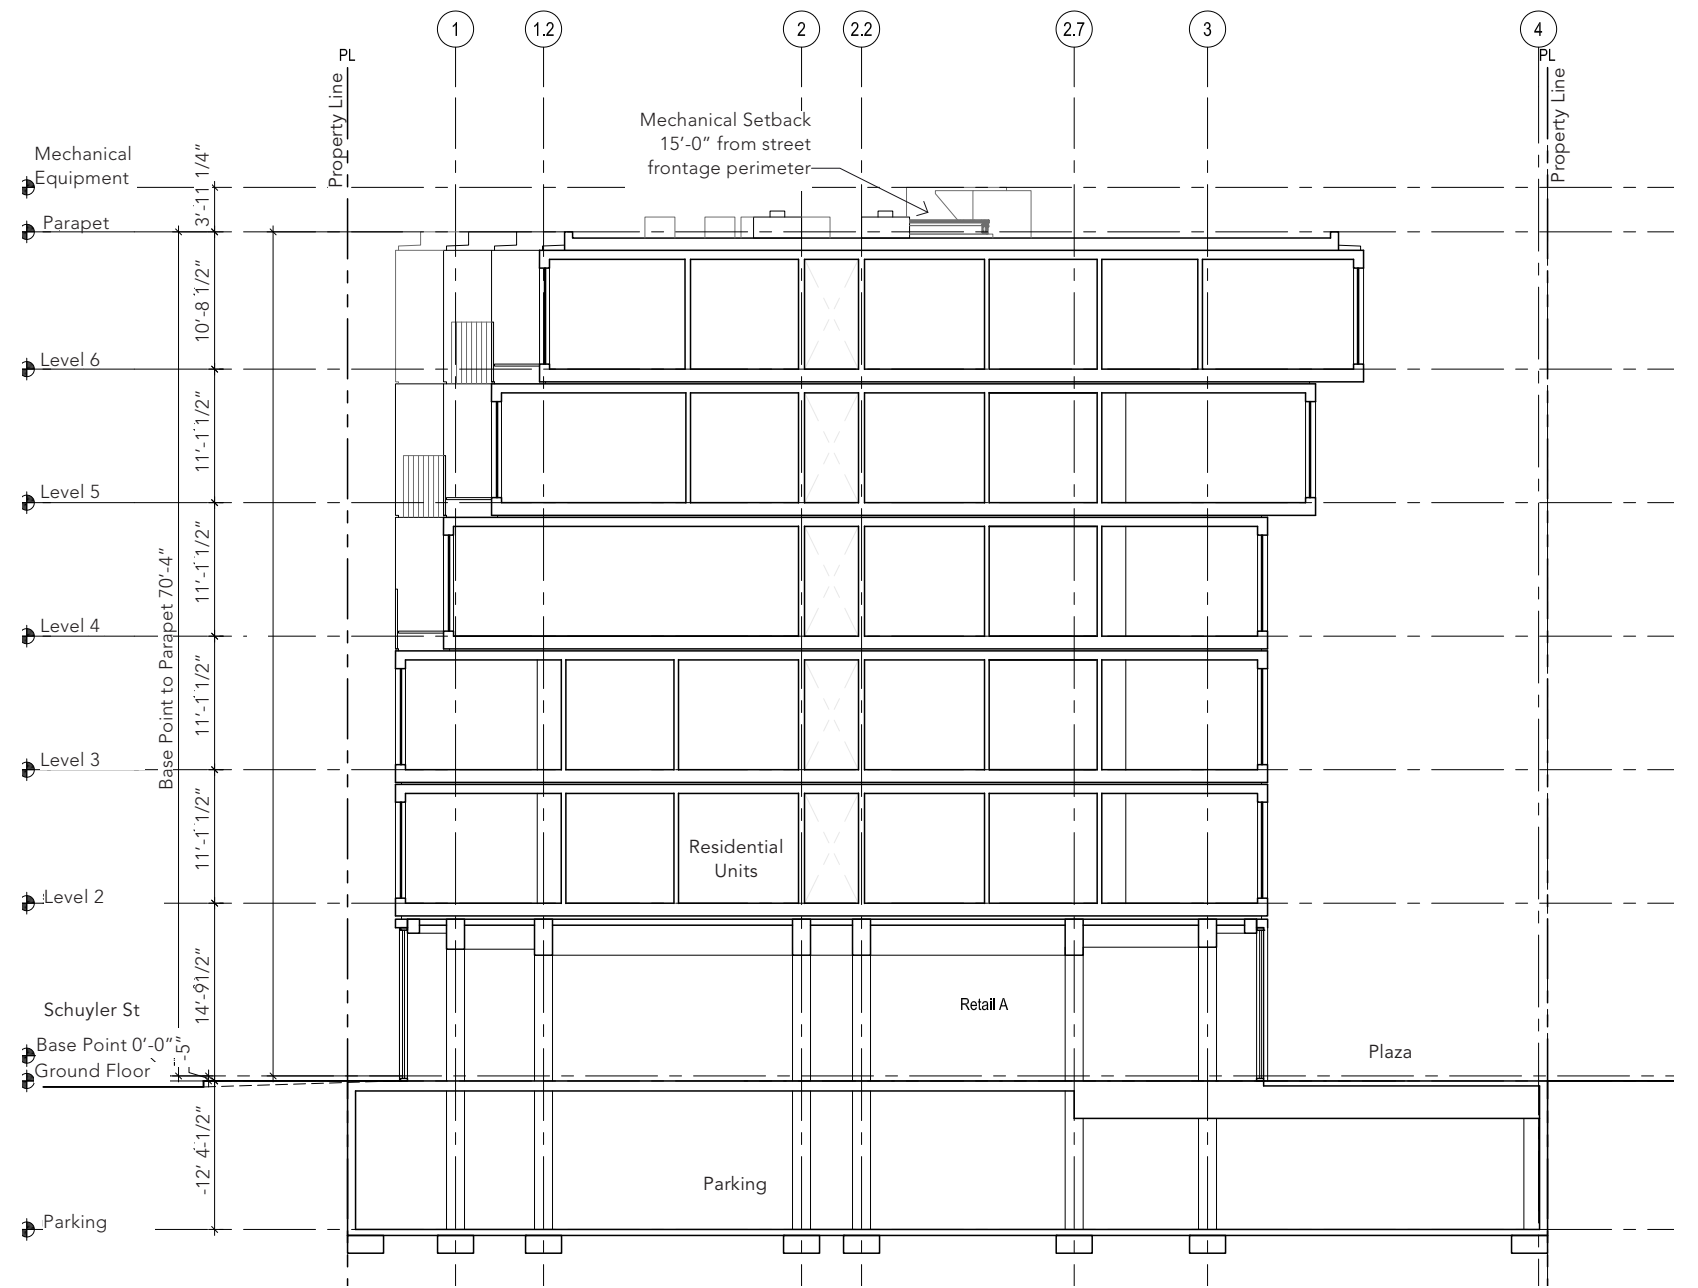 1
1.2
2
2.2
2.7
3
4
PL
PL
Property Line
Property Line
Mechanical Setback
15'-0" from street
frontage perimeter
Mechanical
Equipment
3'-11 1/4"
Parapet
10'-8 1/2"
Level 6
11'-1 1/2"
Level 5
11'-1 1/2"
Level 4
Base Point to Parapet 70'-4"
11'-1 1/2"
Level 3
11'-1 1/2"
Residential
Units
Level 2
14'-91/2"
Schuyler St
Retail A
Base Point 0'-0"
Ground Floor
Plaza
-12' 4-1/2"
Parking
Parking